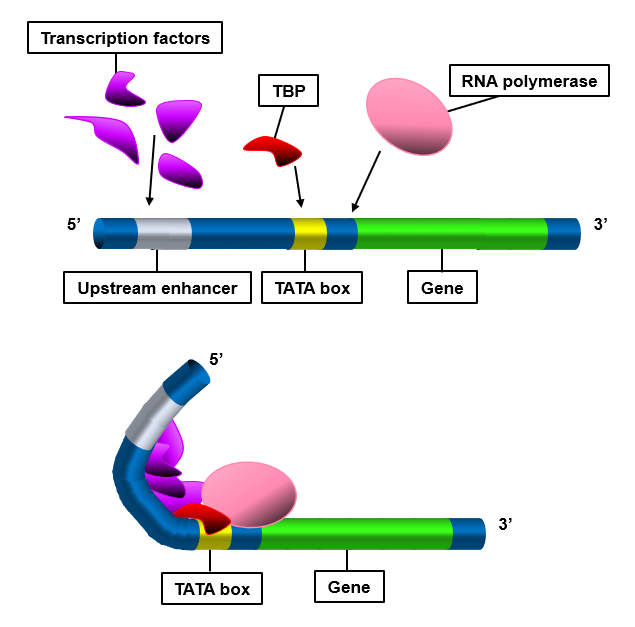 Transcription factors
RNA polymerase
TBP
5’
3’
Upstream enhancer
TATA box
Gene
5’
3’
TATA box
Gene